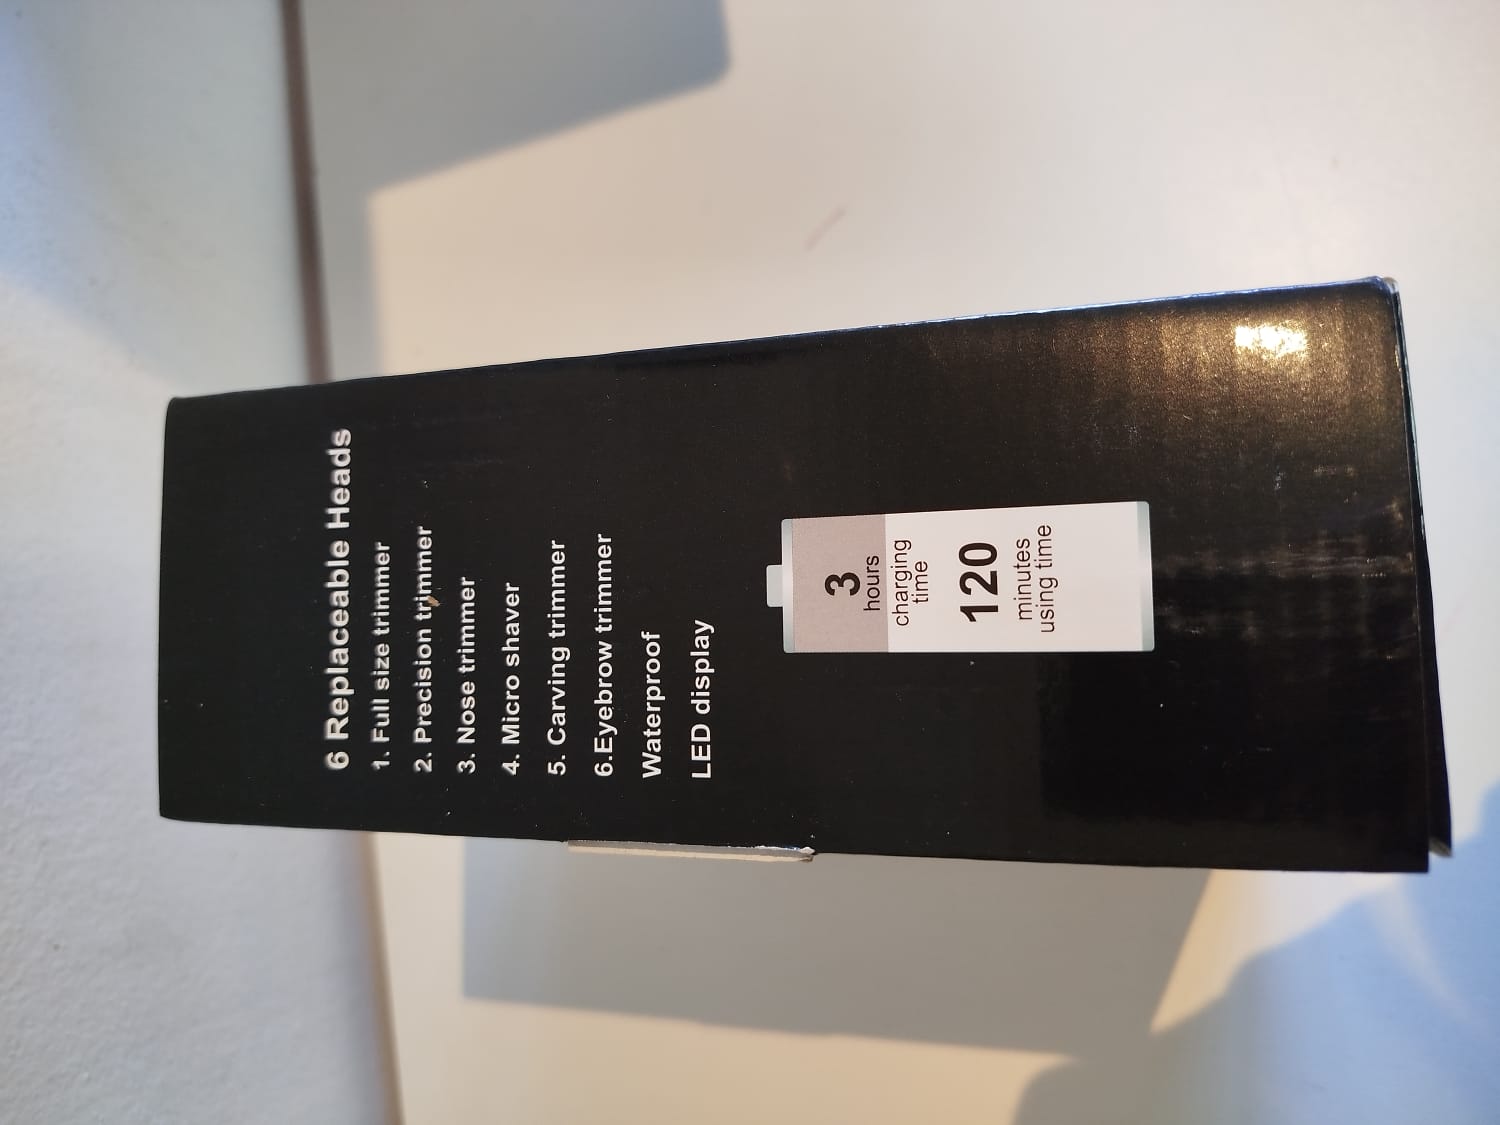 6 Replaceable Heads
1. Full size trimmer
2. Precision trimmer
3. Nose trimmer
4. Micro shaver
5. Carving trimmer
6.Eyebrow trimmer
Waterproof
LED display
3
hours
charging
time
120
minutes
using time